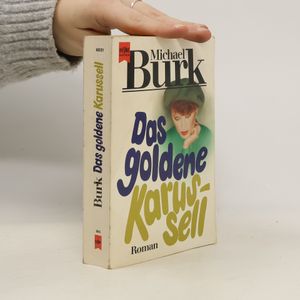 Michael
Burk
Das
goldene
Karus-
sell
Roman
Burk Das goldene Karussell